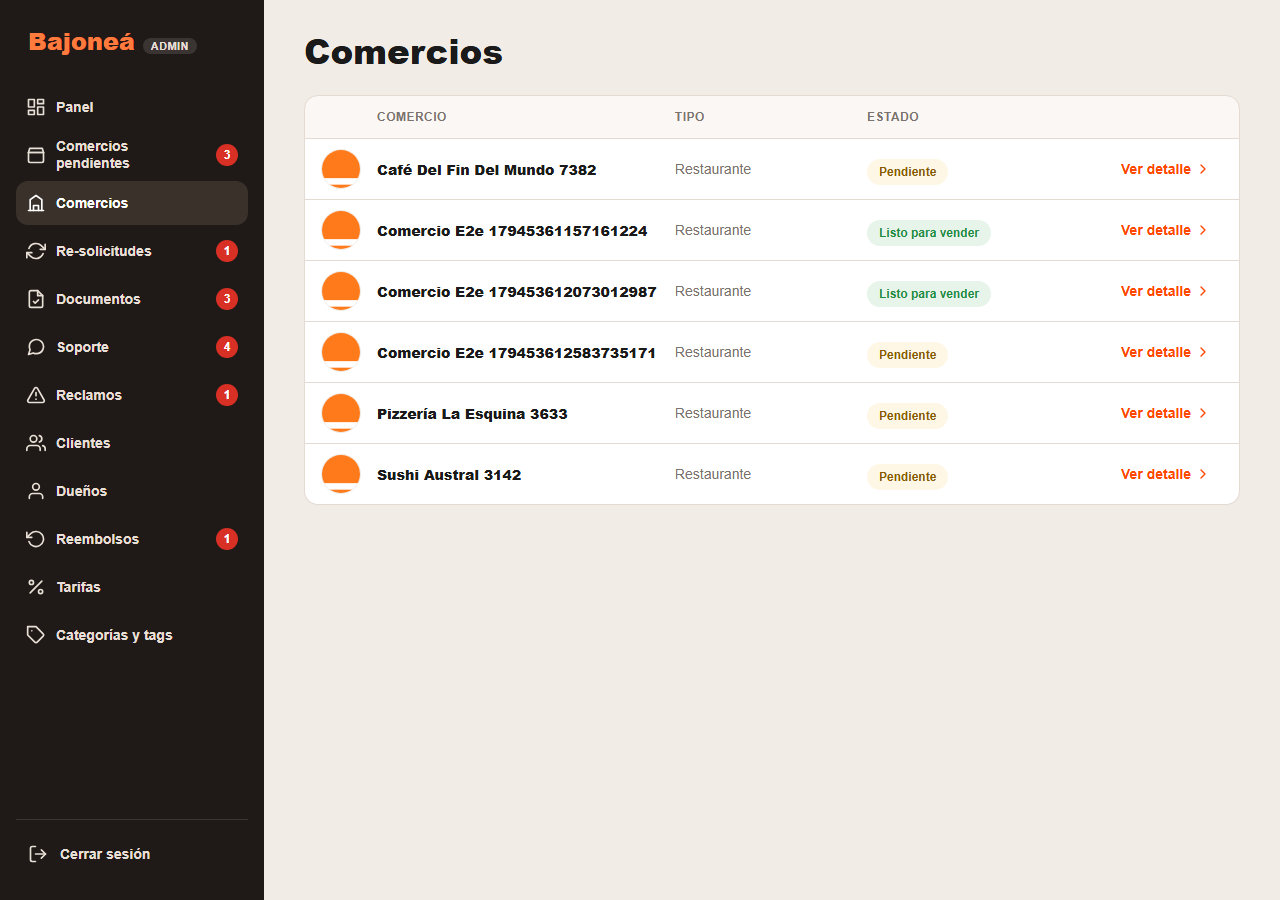 Bajoneá ADMIN
Panel
Comercios
pendientes
3
Comercios
Re-solicitudes 1
Documentos 3
Soporte 4
Reclamos 1
Clientes
Dueños
Reembolsos 1
Tarifas
Categorías y tags
Cerrar sesión
Comercios
COMERCIO TIPO ESTADO
Café Del Fin Del Mundo 7382 Restaurante Pendiente Ver detalle
Comercio E2e 17945361157161224 Restaurante Listo para vender Ver detalle
Comercio E2e 179453612073012987 Restaurante Listo para vender Ver detalle
Comercio E2e 179453612583735171 Restaurante Pendiente Ver detalle
Pizzería La Esquina 3633 Restaurante Pendiente Ver detalle
Sushi Austral 3142 Restaurante Pendiente Ver detalle